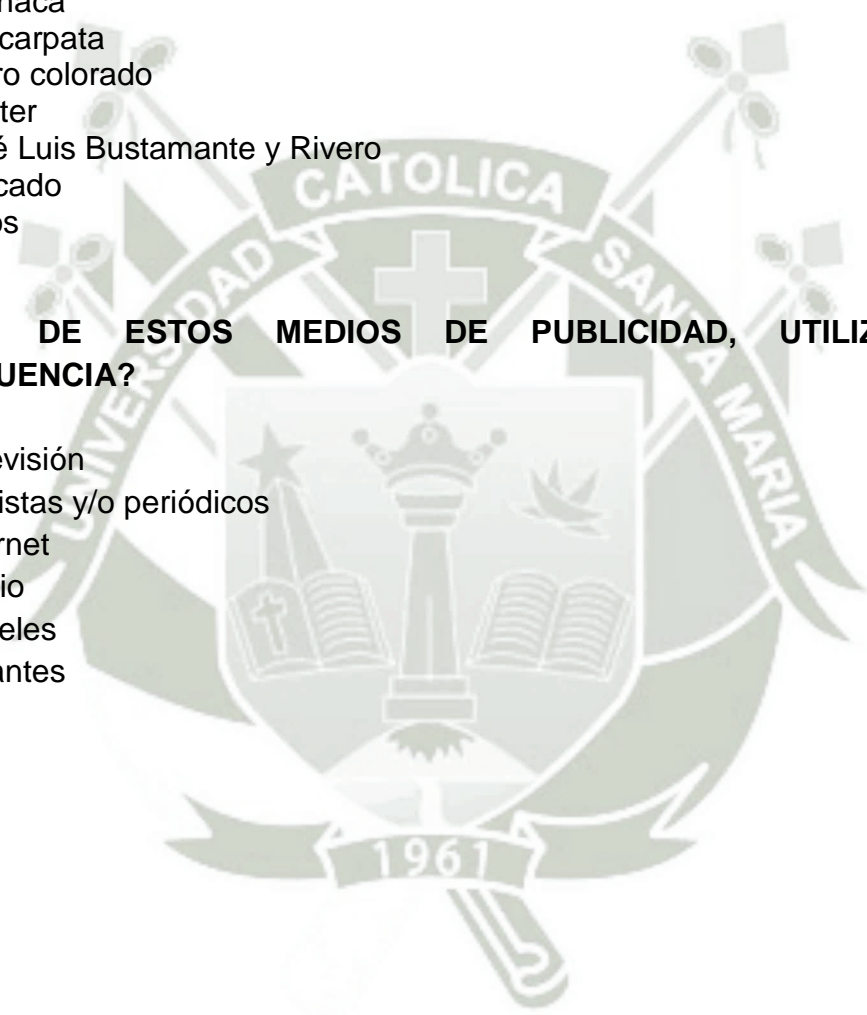 carpata
ro colorado
ter
é Luis Bustamante y Rivero
cado
os
DE ESTOS MEDIOS DE PUBLICIDAD, UTILIZ
UENCIA?
evisión
istas y/o periódicos
rnet
io
eles
antes
UNIVERSIDAD CATOLICA SANTA MARIA
1961